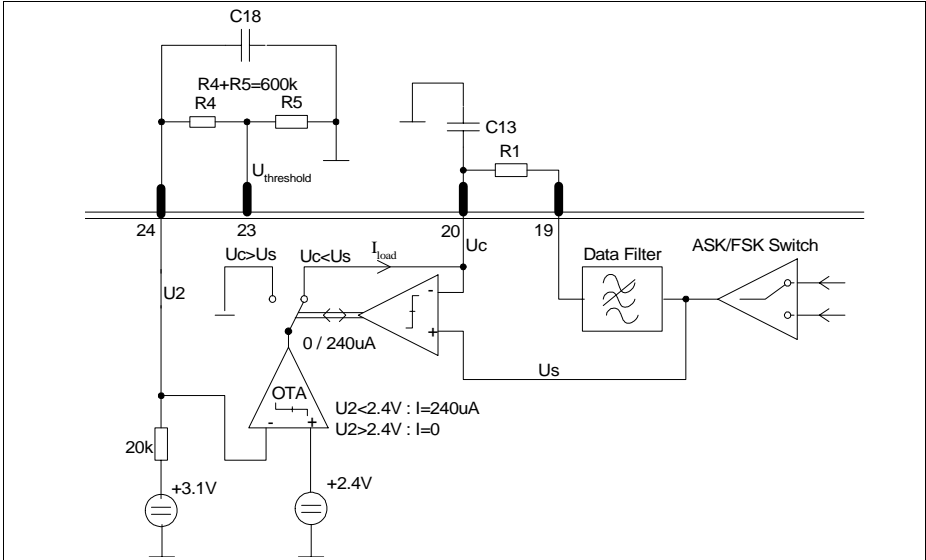 C18
R4+R5=600k
R4
R5
C13
R1
Uthreshold
24
23
20
19
Uc
Uc>Us
Uc<Us
Iload
Data Filter
ASK/FSK Switch
U2
-
+
0 / 240uA
Us
OTA
U2<2.4V : I=240uA
U2>2.4V : I=0
- +
20k
+3.1V
+2.4V